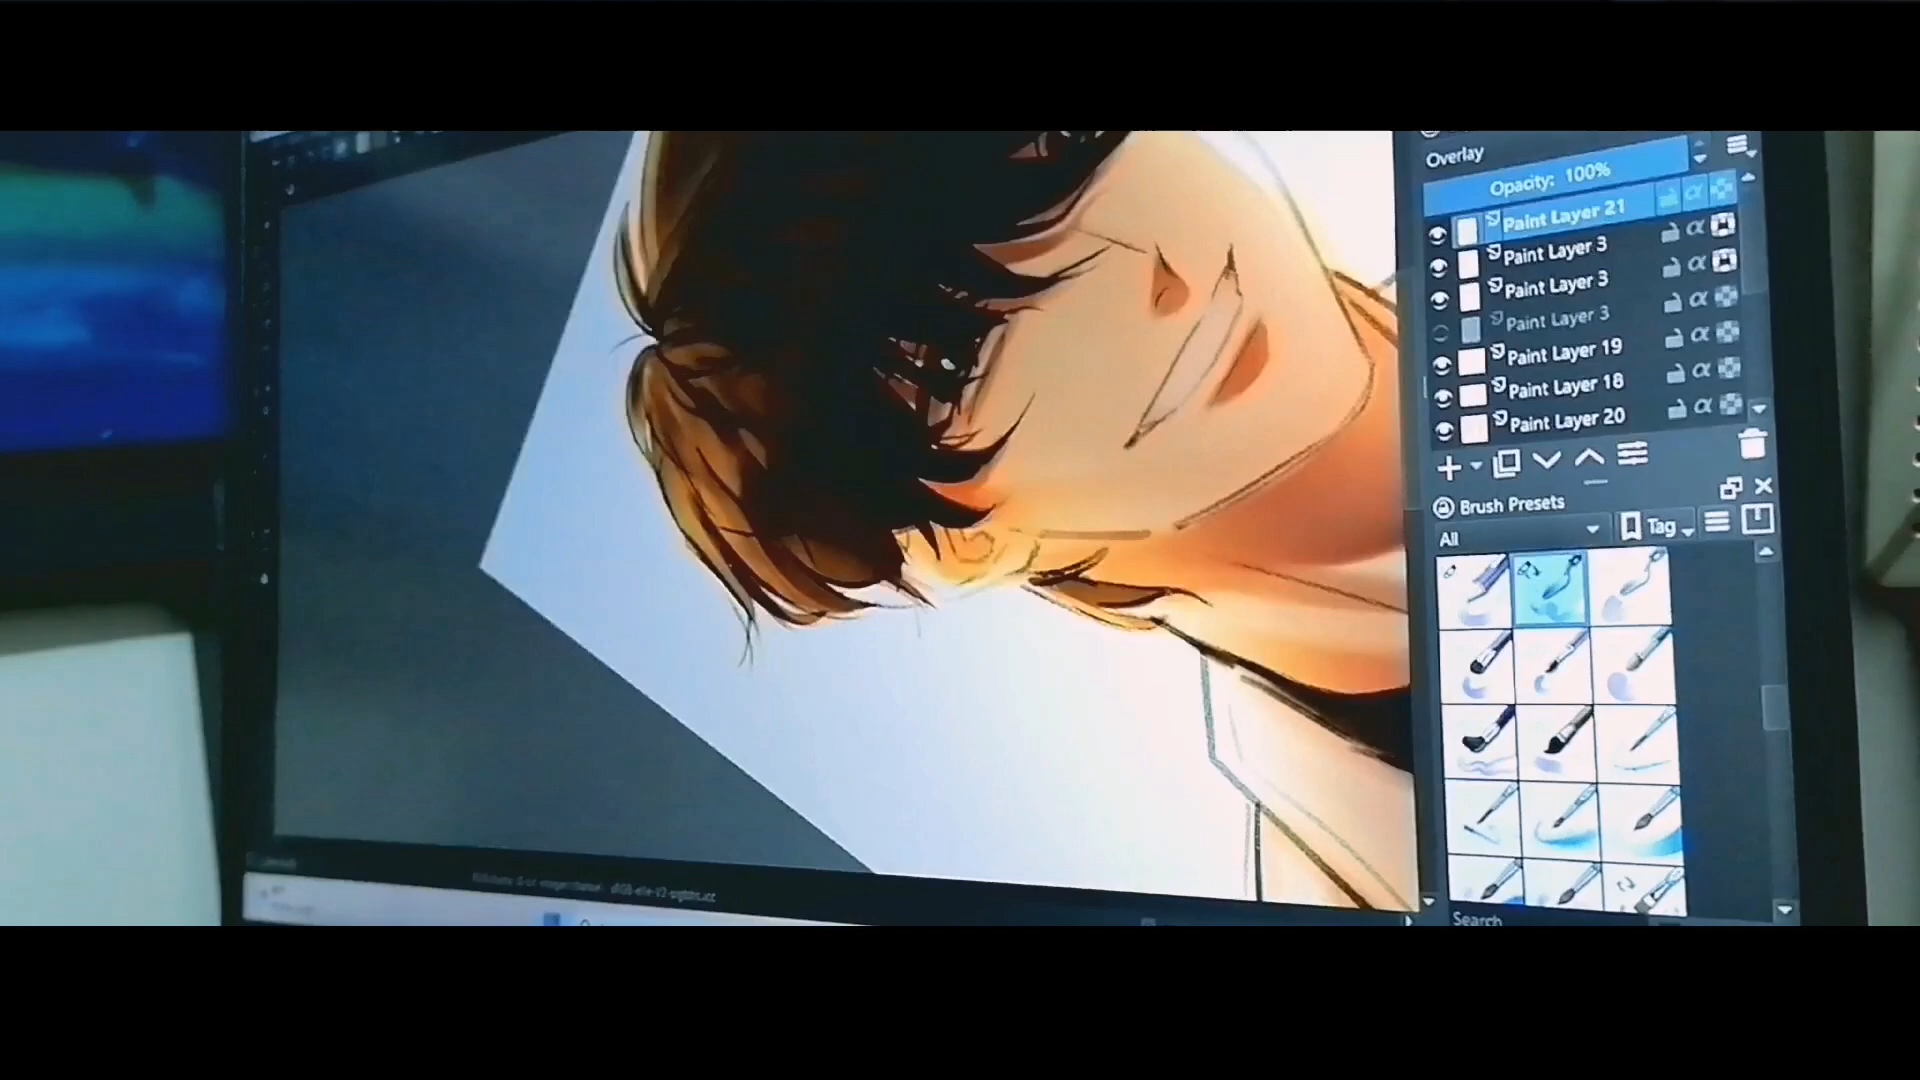 Overlay
Opacity: 100%
Paint Layer 21
Paint Layer 3
Paint Layer 3
Paint Layer 3
Paint Layer 19
Paint Layer 18
Paint Layer 20
Brush Presets
All
Tag
Search